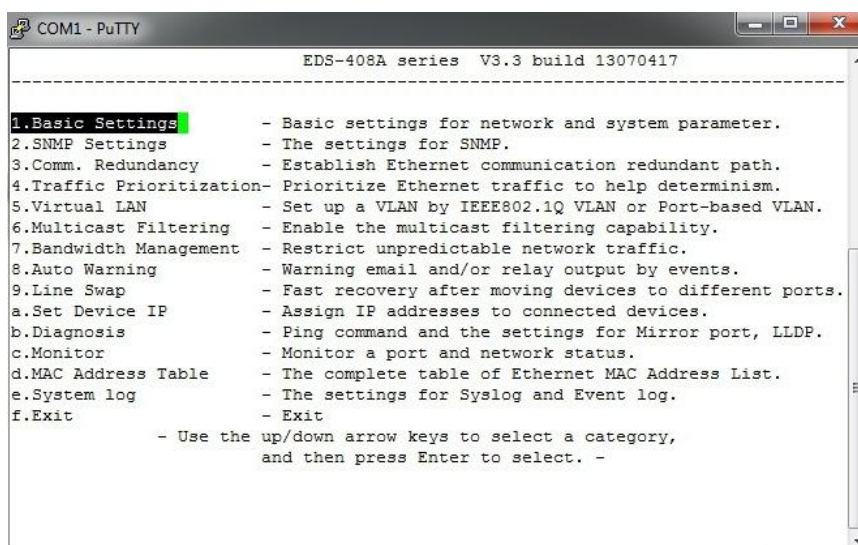 COM1 - PuTTY
EDS-408A series V3.3 build 13070417
--------------------------------------------------------------------------------
1.Basic Settings - Basic settings for network and system parameter.
2.SNMP Settings - The settings for SNMP.
3.Comm. Redundancy - Establish Ethernet communication redundant path.
4.Traffic Prioritization- Prioritize Ethernet traffic to help determinism.
5.Virtual LAN - Set up a VLAN by IEEE802.1Q VLAN or Port-based VLAN.
6.Multicast Filtering - Enable the multicast filtering capability.
7.Bandwidth Management - Restrict unpredictable network traffic.
8.Auto Warning - Warning email and/or relay output by events.
9.Line Swap - Fast recovery after moving devices to different ports.
a.Set Device IP - Assign IP addresses to connected devices.
b.Diagnosis - Ping command and the settings for Mirror port, LLDP.
c.Monitor - Monitor a port and network status.
d.MAC Address Table - The complete table of Ethernet MAC Address List.
e.System log - The settings for Syslog and Event log.
f.Exit - Exit
- Use the up/down arrow keys to select a category,
and then press Enter to select. -